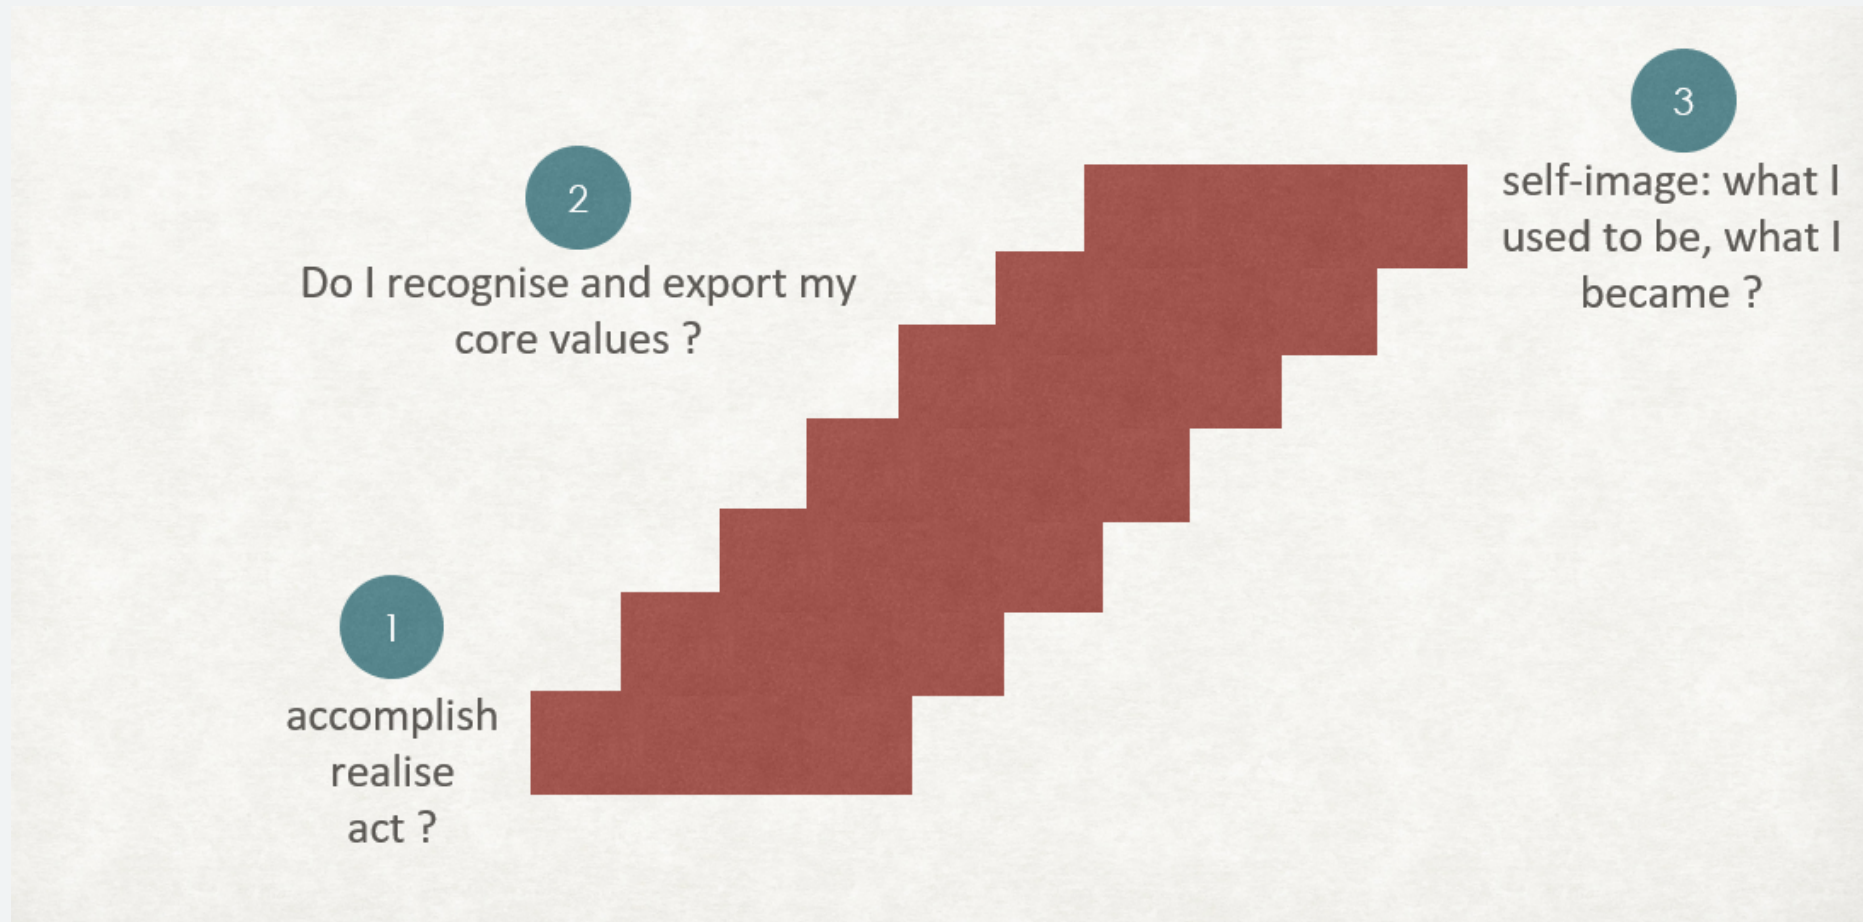 1
accomplish
realise
act ?
2
Do I recognise and export my
core values ?
3
self-image: what I
used to be, what I
became ?